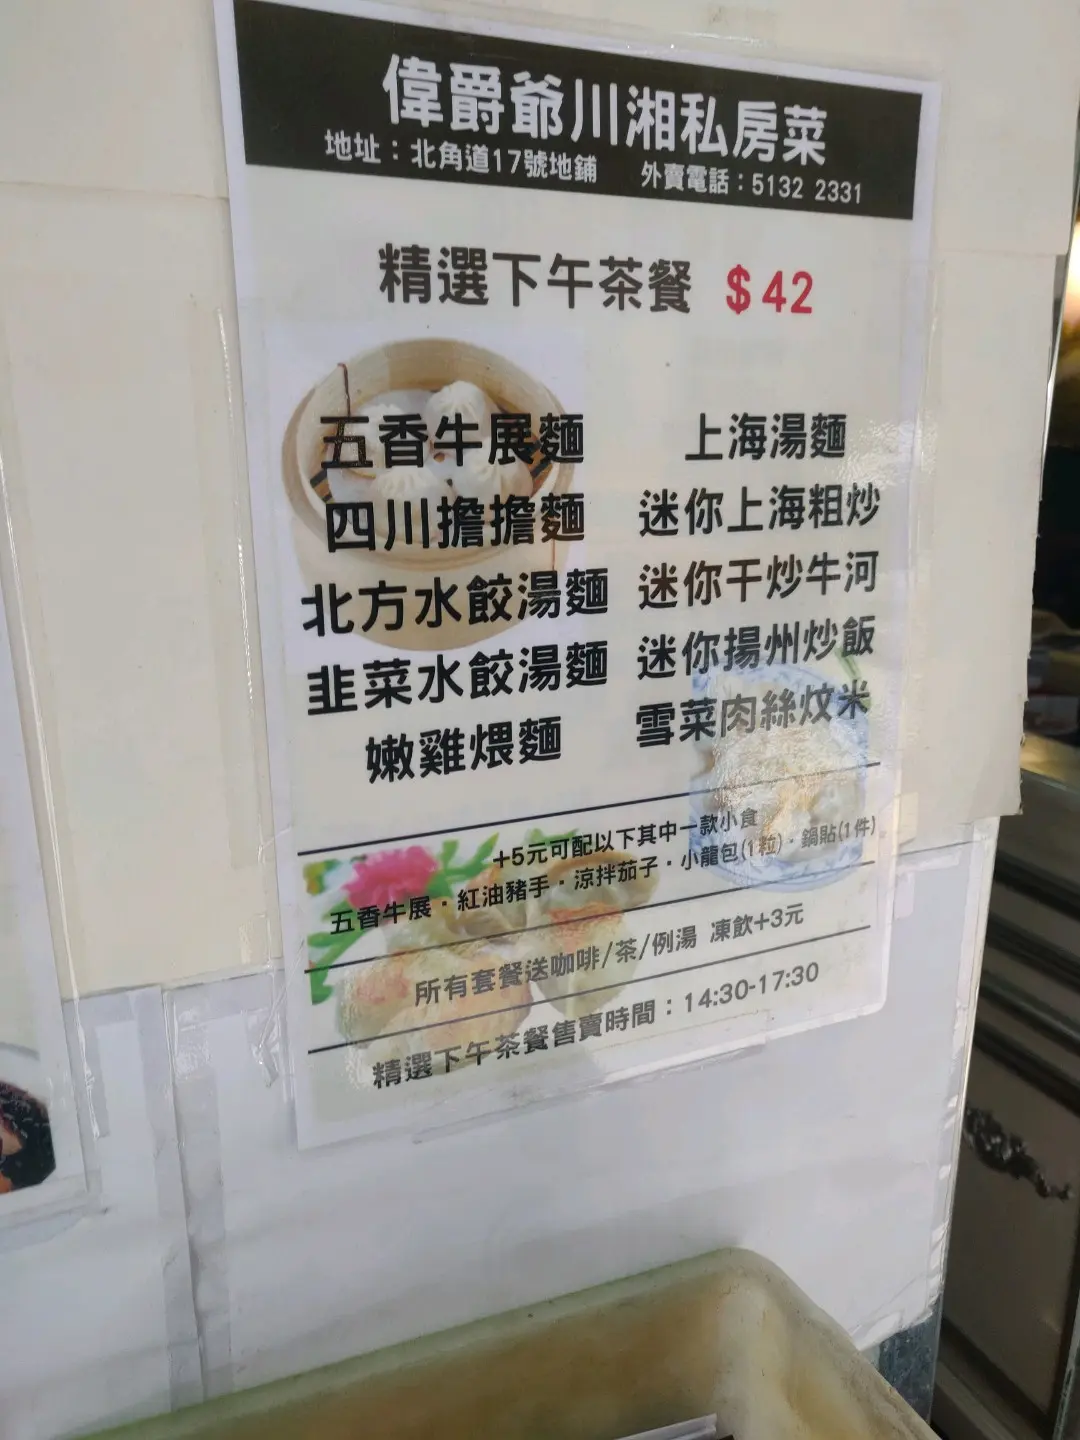 偉爵爺川湘私房菜
地址：北角道17號地鋪 外賣電話：5132 2331
精選下午茶餐 $42
五香牛展麵 上海湯麵
四川擔擔麵 迷你上海粗炒
北方水餃湯麵 迷你干炒牛河
韭菜水餃湯麵 迷你揚州炒飯
嫩雞煨麵 雪菜肉絲炆米
+5元可配以下其中一款小食
五香牛展·紅油豬手·涼拌茄子·小龍包(1粒)·鍋貼(1件)
所有套餐送咖啡/茶/例湯 凍飲+3元
精選下午茶餐售賣時間：14:30-17:30